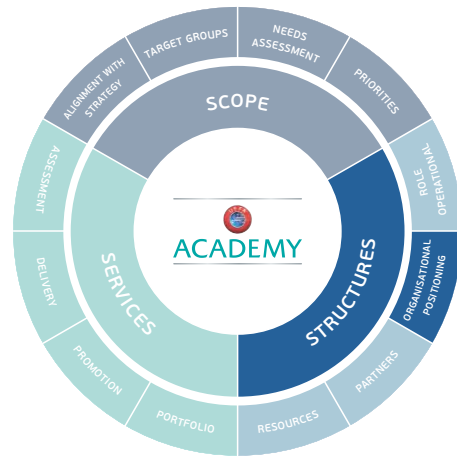 ALIGNMENT WITH
STRATEGY
TARGET GROUPS
NEEDS
ASSESSMENT
PRIORITIES
ROLE
OPERATIONAL
ORGANISATIONAL
POSITIONING
PARTNERS
RESOURCES
PORTFOLIO
PROMOTION
DELIVERY
ASSESSMENT
SCOPE
STRUCTURES
SERVICES
UEFA
ACADEMY